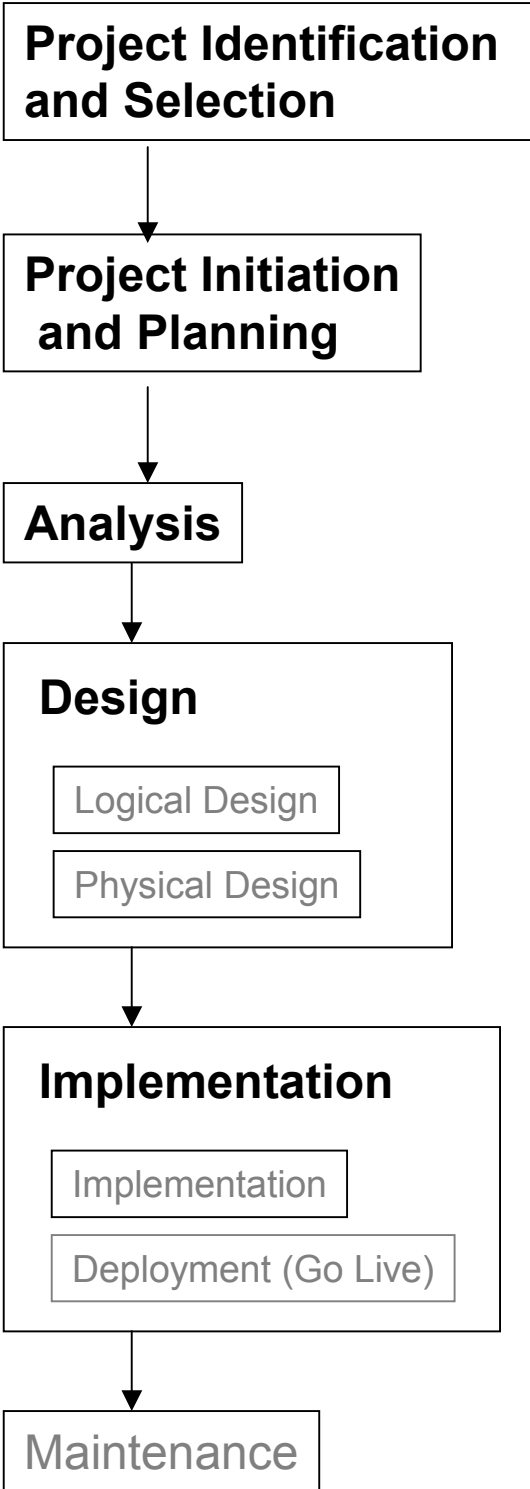 Project Identification
and Selection
Project Initiation
and Planning
Analysis
Design
Logical Design
Physical Design
Implementation
Implementation
Deployment (Go Live)
Maintenance